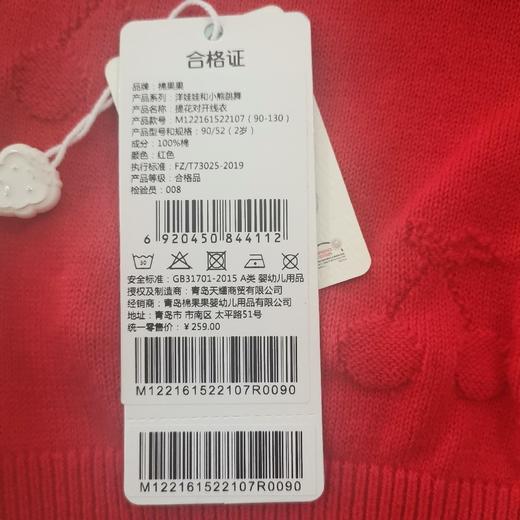 合格证
品牌：棉果果
产品系列：洋娃娃和小熊跳舞
产品名称：提花对开线衣
产品款号：M122161522107（90-130）
产品型号和规格：90/52（2岁）
成分：100%棉
颜色：红色
执行标准：FZ/T73025-2019
产品等级：合格品
检验员：008
6 920450 844112
30
安全标准：GB31701-2015 A类 婴幼儿用品
授权及制造商：青岛天耀商贸有限公司
经销商：青岛棉果果婴幼儿用品有限公司
地址：青岛市 市南区 太平路51号
统一零售价：￥259.00
M122161522107R0090
M122161522107R0090